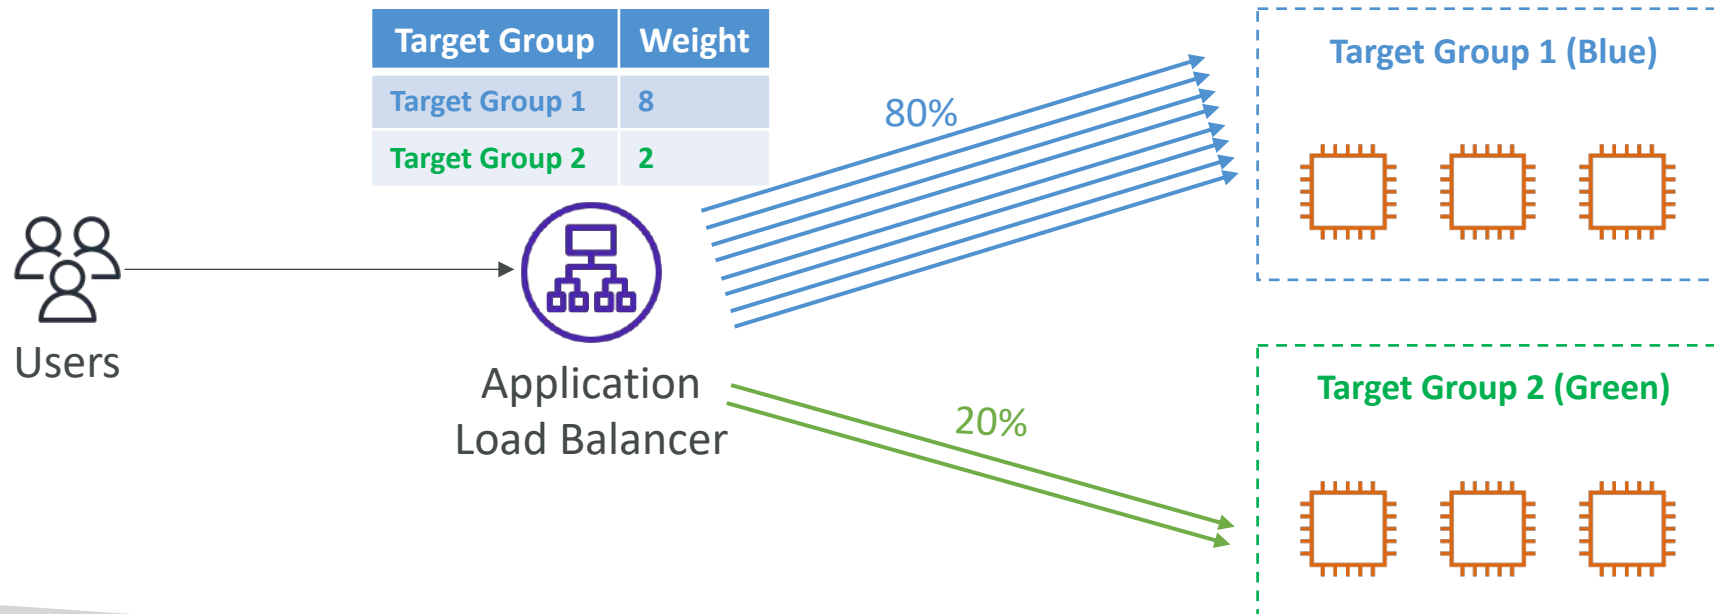 Target Group Weight
Target Group 1 8
Target Group 2 2
80%
Target Group 1 (Blue)
Users
Application
Load Balancer
20%
Target Group 2 (Green)